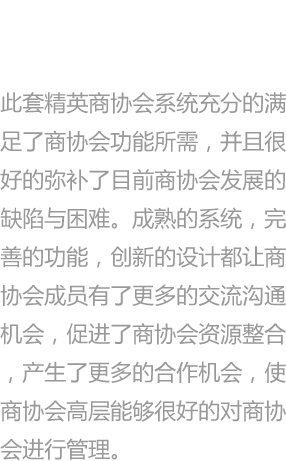 此套精英商协会系统充分的满
足了商协会功能所需，并且很
好的弥补了目前商协会发展的
缺陷与困难。成熟的系统，完
善的功能，创新的设计都让商
协会成员有了更多的交流沟通
机会，促进了商协会资源整合
，产生了更多的合作机会，使
商协会高层能够很好的对商协
会进行管理。